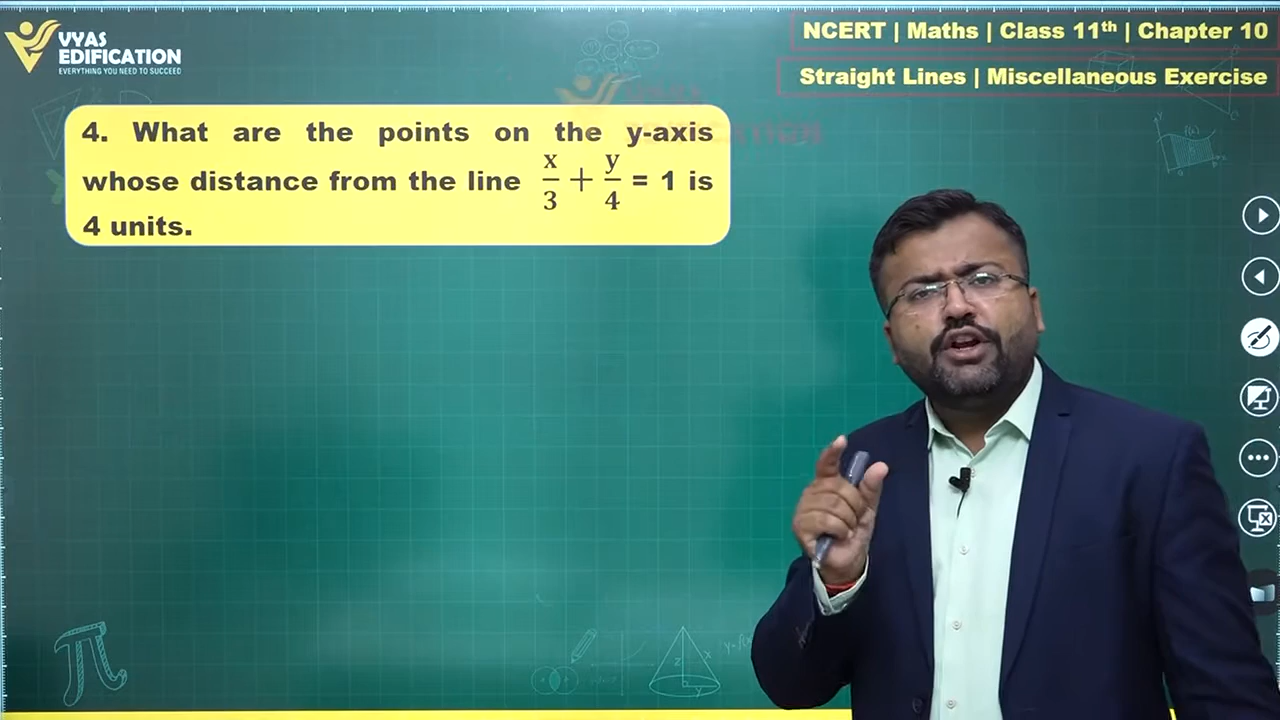 VYAS
EDIFICATION
EVERYTHING YOU NEED TO SUCCEED
NCERT | Maths | Class 11th | Chapter 10
Straight Lines | Miscellaneous Exercise
4. What are the points on the y-axis
whose distance from the line x/3 + y/4 = 1 is
4 units.
π